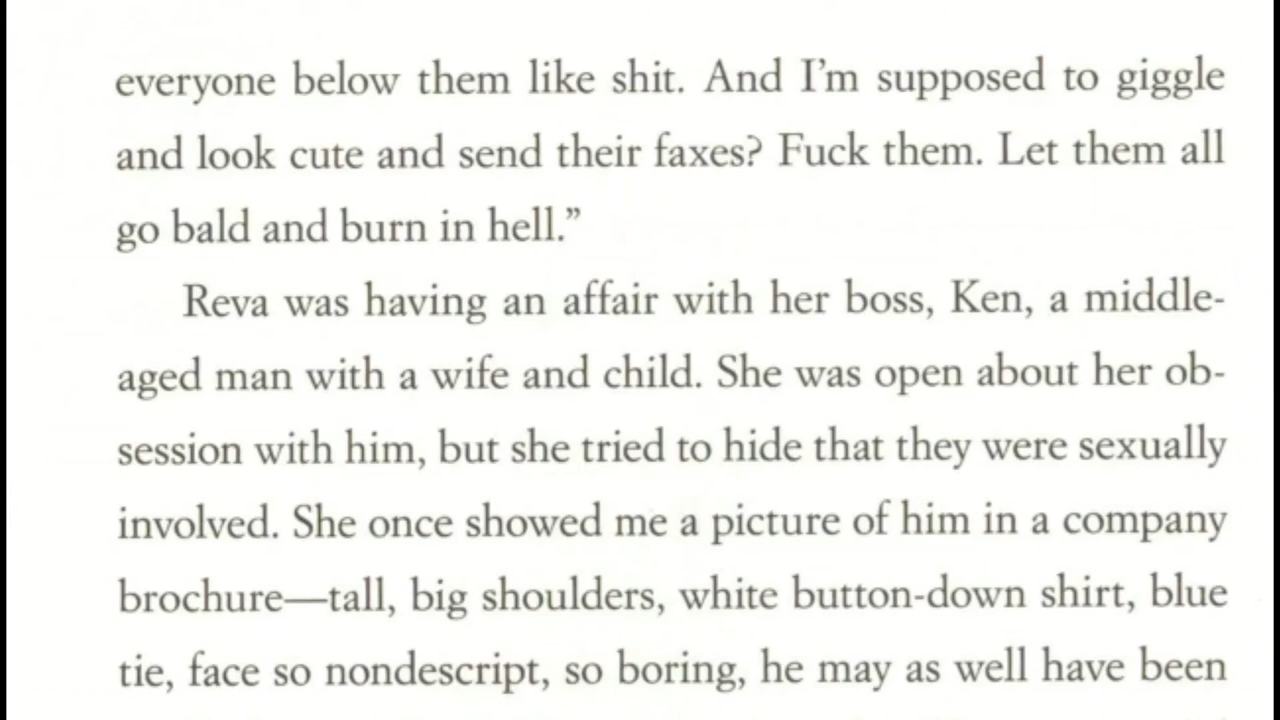 everyone below them like shit. And I'm supposed to giggle
and look cute and send their faxes? Fuck them. Let them all
go bald and burn in hell.”
Reva was having an affair with her boss, Ken, a middle-
aged man with a wife and child. She was open about her ob-
session with him, but she tried to hide that they were sexually
involved. She once showed me a picture of him in a company
brochure—tall, big shoulders, white button-down shirt, blue
tie, face so nondescript, so boring, he may as well have been